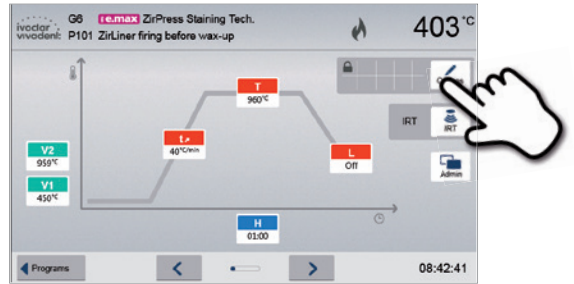 ivoclar
vivadent:
G6 IPS e.max ZirPress Staining Tech.
P101 ZirLiner firing before wax-up
403°C
T
960°C
t↗
40°C/min
IRT
IRT
V2
959°C
L
Off
Admin
V1
450°C
H
01:00
Programs
08:42:41